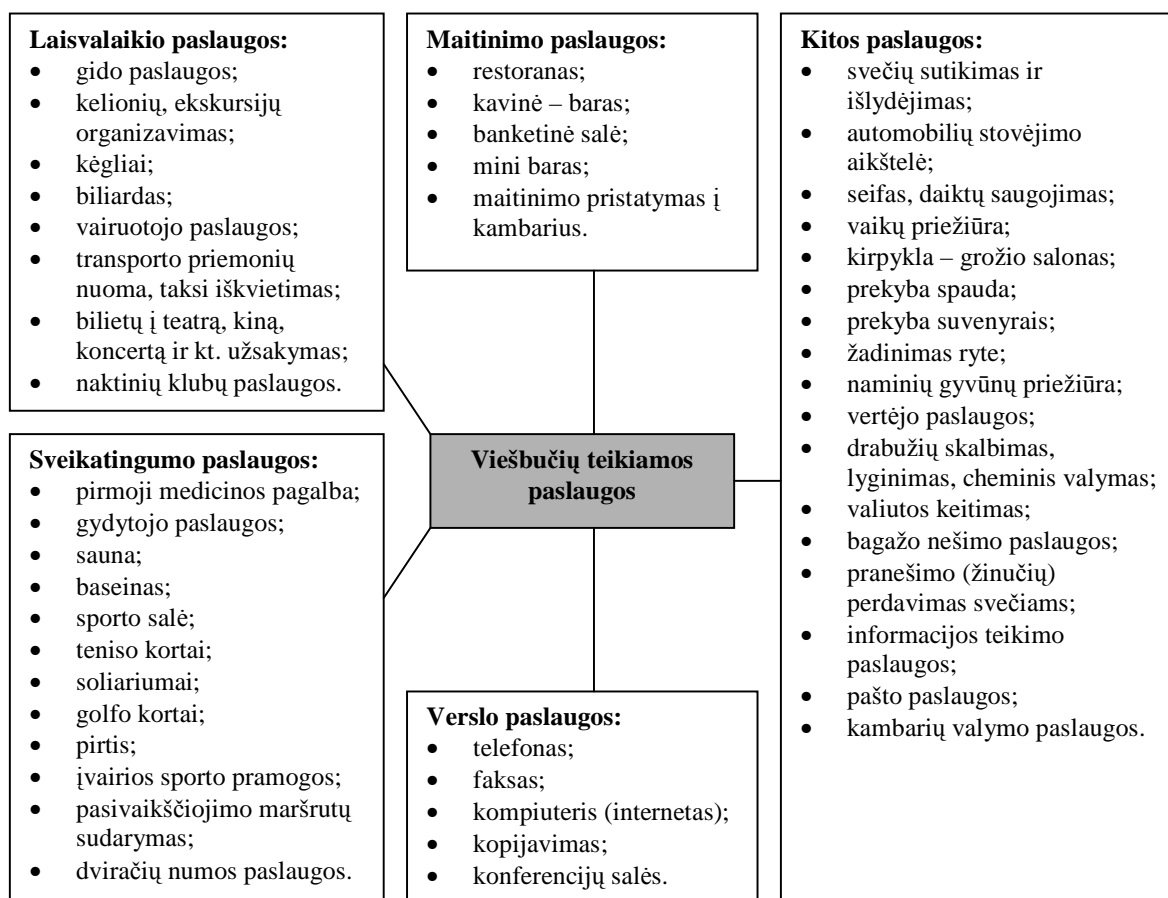 Laisvalaikio paslaugos:
• gido paslaugos;
• kelionių, ekskursijų
organizavimas;
• kėgliai;
• biliardas;
• vairuotojo paslaugos;
• transporto priemonių
nuoma, taksi iškvietimas;
• bilietų į teatrą, kiną,
koncertą ir kt. užsakymas;
• naktinių klubų paslaugos.
Maitinimo paslaugos:
• restoranas;
• kavinė – baras;
• banketinė salė;
• mini baras;
• maitinimo pristatymas į
kambarius.
Kitos paslaugos:
• svečių sutikimas ir
išlydėjimas;
• automobilių stovėjimo
aikštelė;
• seifas, daiktų saugojimas;
• vaikų priežiūra;
• kirpykla – grožio salonas;
• prekyba spauda;
• prekyba suvenyrais;
• žadinimas ryte;
• naminių gyvūnų priežiūra;
• vertėjo paslaugos;
• drabužių skalbimas,
lyginimas, cheminis valymas;
• valiutos keitimas;
• bagažo nešimo paslaugos;
• pranešimo (žinučių)
perdavimas svečiams;
• informacijos teikimo
paslaugos;
• pašto paslaugos;
• kambarių valymo paslaugos.
Viešbučių teikiamos
paslaugos
Sveikatingumo paslaugos:
• pirmoji medicinos pagalba;
• gydytojo paslaugos;
• sauna;
• baseinas;
• sporto salė;
• teniso kortai;
• soliariumai;
• golfo kortai;
• pirtis;
• įvairios sporto pramogos;
• pasivaikščiojimo maršrutų
sudarymas;
• dviračių numos paslaugos.
Verslo paslaugos:
• telefonas;
• faksas;
• kompiuteris (internetas);
• kopijavimas;
• konferencijų salės.